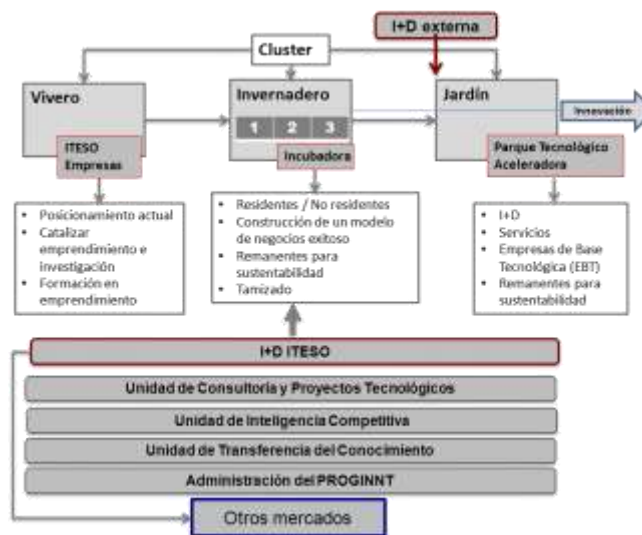 I+D externa
Cluster
Vivero
Invernadero
Jardín
Innovación
1 2 3
ITESO
Empresas
Incubadora
Parque Tecnológico
Aceleradora
• Posicionamiento actual
• Catalizar
emprendimiento e
investigación
• Formación en
emprendimiento
• Residentes / No residentes
• Construcción de un modelo
de negocios exitoso
• Remanentes para
sustentabilidad
• Tamizado
• I+D
• Servicios
• Empresas de Base
Tecnológica (EBT)
• Remanentes para
sustentabilidad
I+D ITESO
Unidad de Consultoría y Proyectos Tecnológicos
Unidad de Inteligencia Competitiva
Unidad de Transferencia del Conocimiento
Administración del PROGINNT
Otros mercados